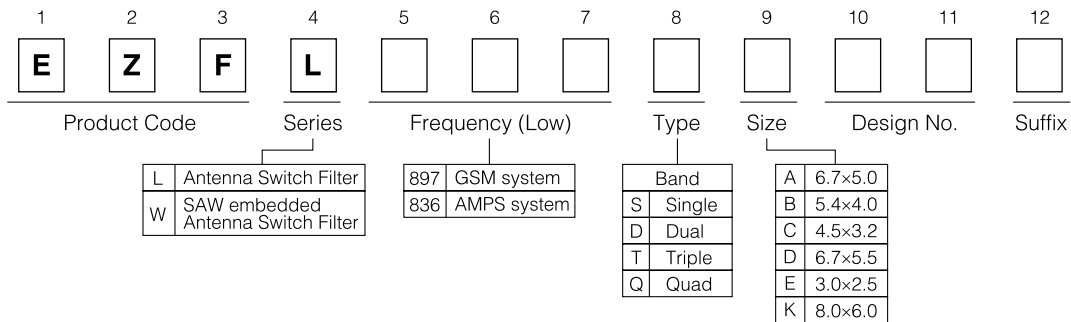 1 2 3 4 5 6 7 8 9 10 11 12
E Z F L
Product Code Series Frequency (Low) Type Size Design No. Suffix
L Antenna Switch Filter
W SAW embedded
Antenna Switch Filter
897 GSM system
836 AMPS system
Band
S Single
D Dual
T Triple
Q Quad
A 6.7×5.0
B 5.4×4.0
C 4.5×3.2
D 6.7×5.5
E 3.0×2.5
K 8.0×6.0